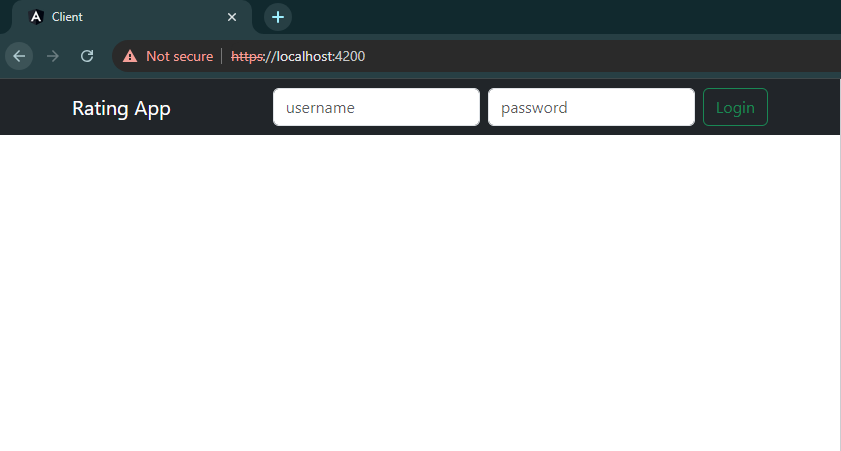 Client
Not secure https://localhost:4200
Rating App username password Login